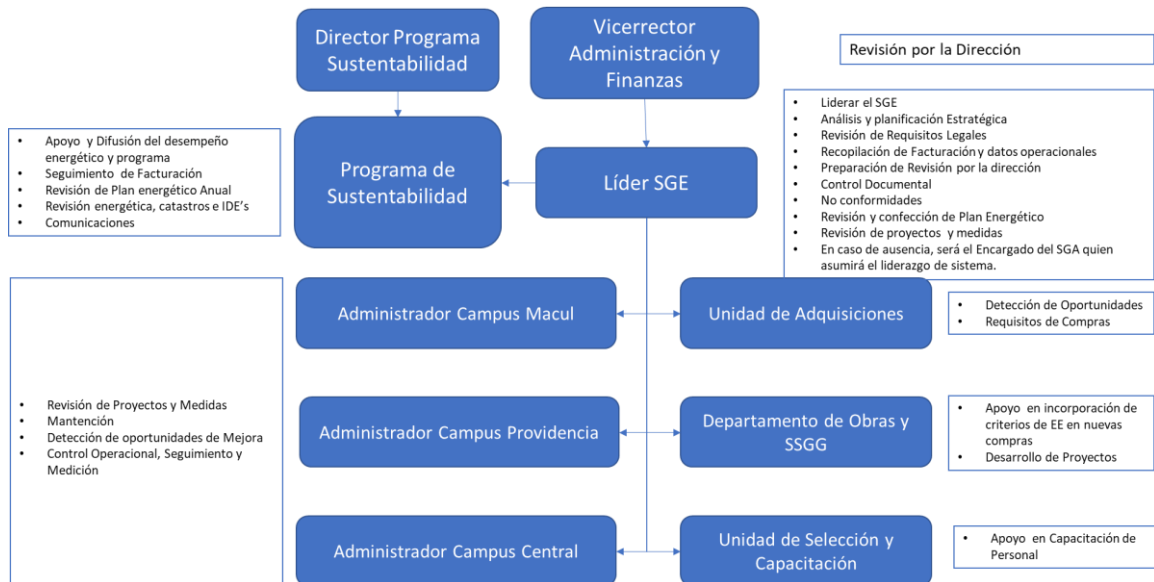 Director Programa
Sustentabilidad
Vicerrector
Administración y
Finanzas
Revisión por la Dirección
• Apoyo y Difusión del desempeño
energético y programa
• Seguimiento de Facturación
• Revisión de Plan energético Anual
• Revisión energética, catastros e IDE's
• Comunicaciones
Programa de
Sustentabilidad
Líder SGE
• Liderar el SGE
• Análisis y planificación Estratégica
• Revisión de Requisitos Legales
• Recopilación de Facturación y datos operacionales
• Preparación de Revisión por la dirección
• Control Documental
• No conformidades
• Revisión y confección de Plan Energético
• Revisión de proyectos y medidas
• En caso de ausencia, será el Encargado del SGA quien
asumirá el liderazgo de sistema.
Administrador Campus Macul
Unidad de Adquisiciones
• Detección de Oportunidades
• Requisitos de Compras
• Revisión de Proyectos y Medidas
• Mantención
• Detección de oportunidades de Mejora
• Control Operacional, Seguimiento y
Medición
Administrador Campus Providencia
Departamento de Obras y
SSGG
• Apoyo en incorporación de
criterios de EE en nuevas
compras
• Desarrollo de Proyectos
Administrador Campus Central
Unidad de Selección y
Capacitación
• Apoyo en Capacitación de
Personal